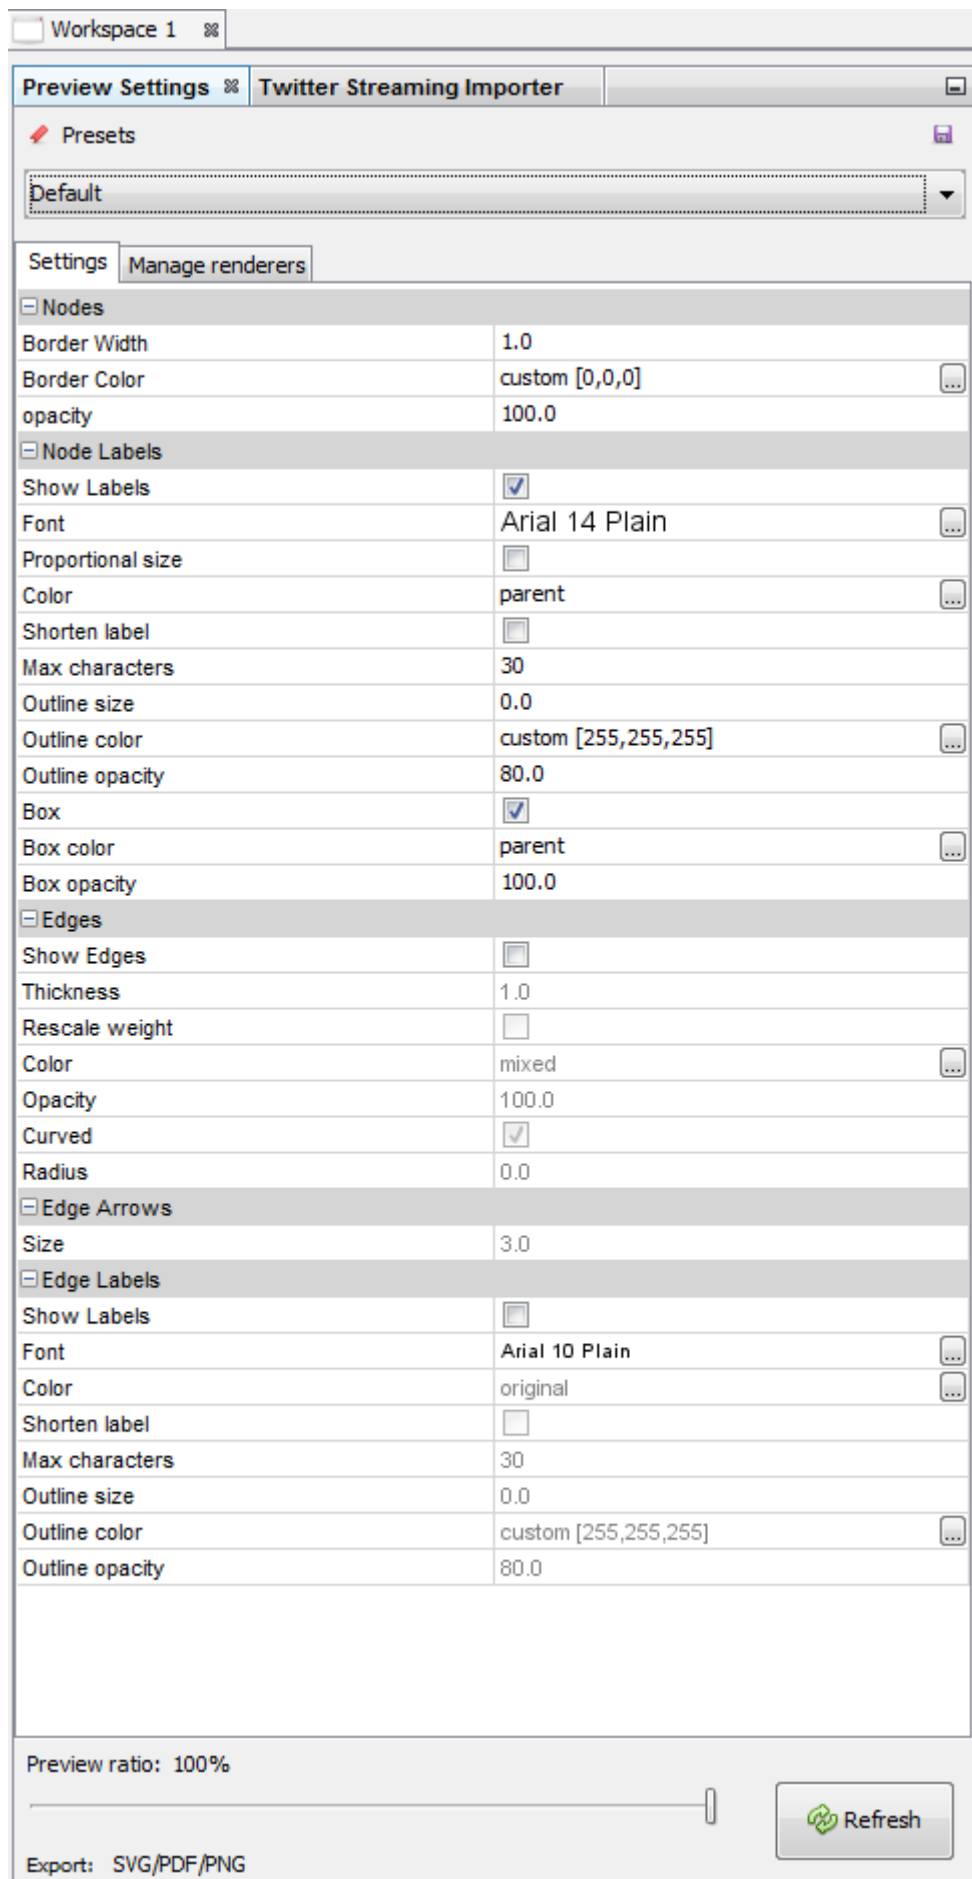 Workspace 1
Preview Settings Twitter Streaming Importer
Presets
Default
Settings Manage renderers
Nodes
Border Width 1.0
Border Color custom [0,0,0] ...
opacity 100.0
Node Labels
Show Labels
Font Arial 14 Plain ...
Proportional size
Color parent ...
Shorten label
Max characters 30
Outline size 0.0
Outline color custom [255,255,255] ...
Outline opacity 80.0
Box
Box color parent ...
Box opacity 100.0
Edges
Show Edges
Thickness 1.0
Rescale weight
Color mixed ...
Opacity 100.0
Curved
Radius 0.0
Edge Arrows
Size 3.0
Edge Labels
Show Labels
Font Arial 10 Plain ...
Color original ...
Shorten label
Max characters 30
Outline size 0.0
Outline color custom [255,255,255] ...
Outline opacity 80.0
Preview ratio: 100%
Refresh
Export: SVG/PDF/PNG